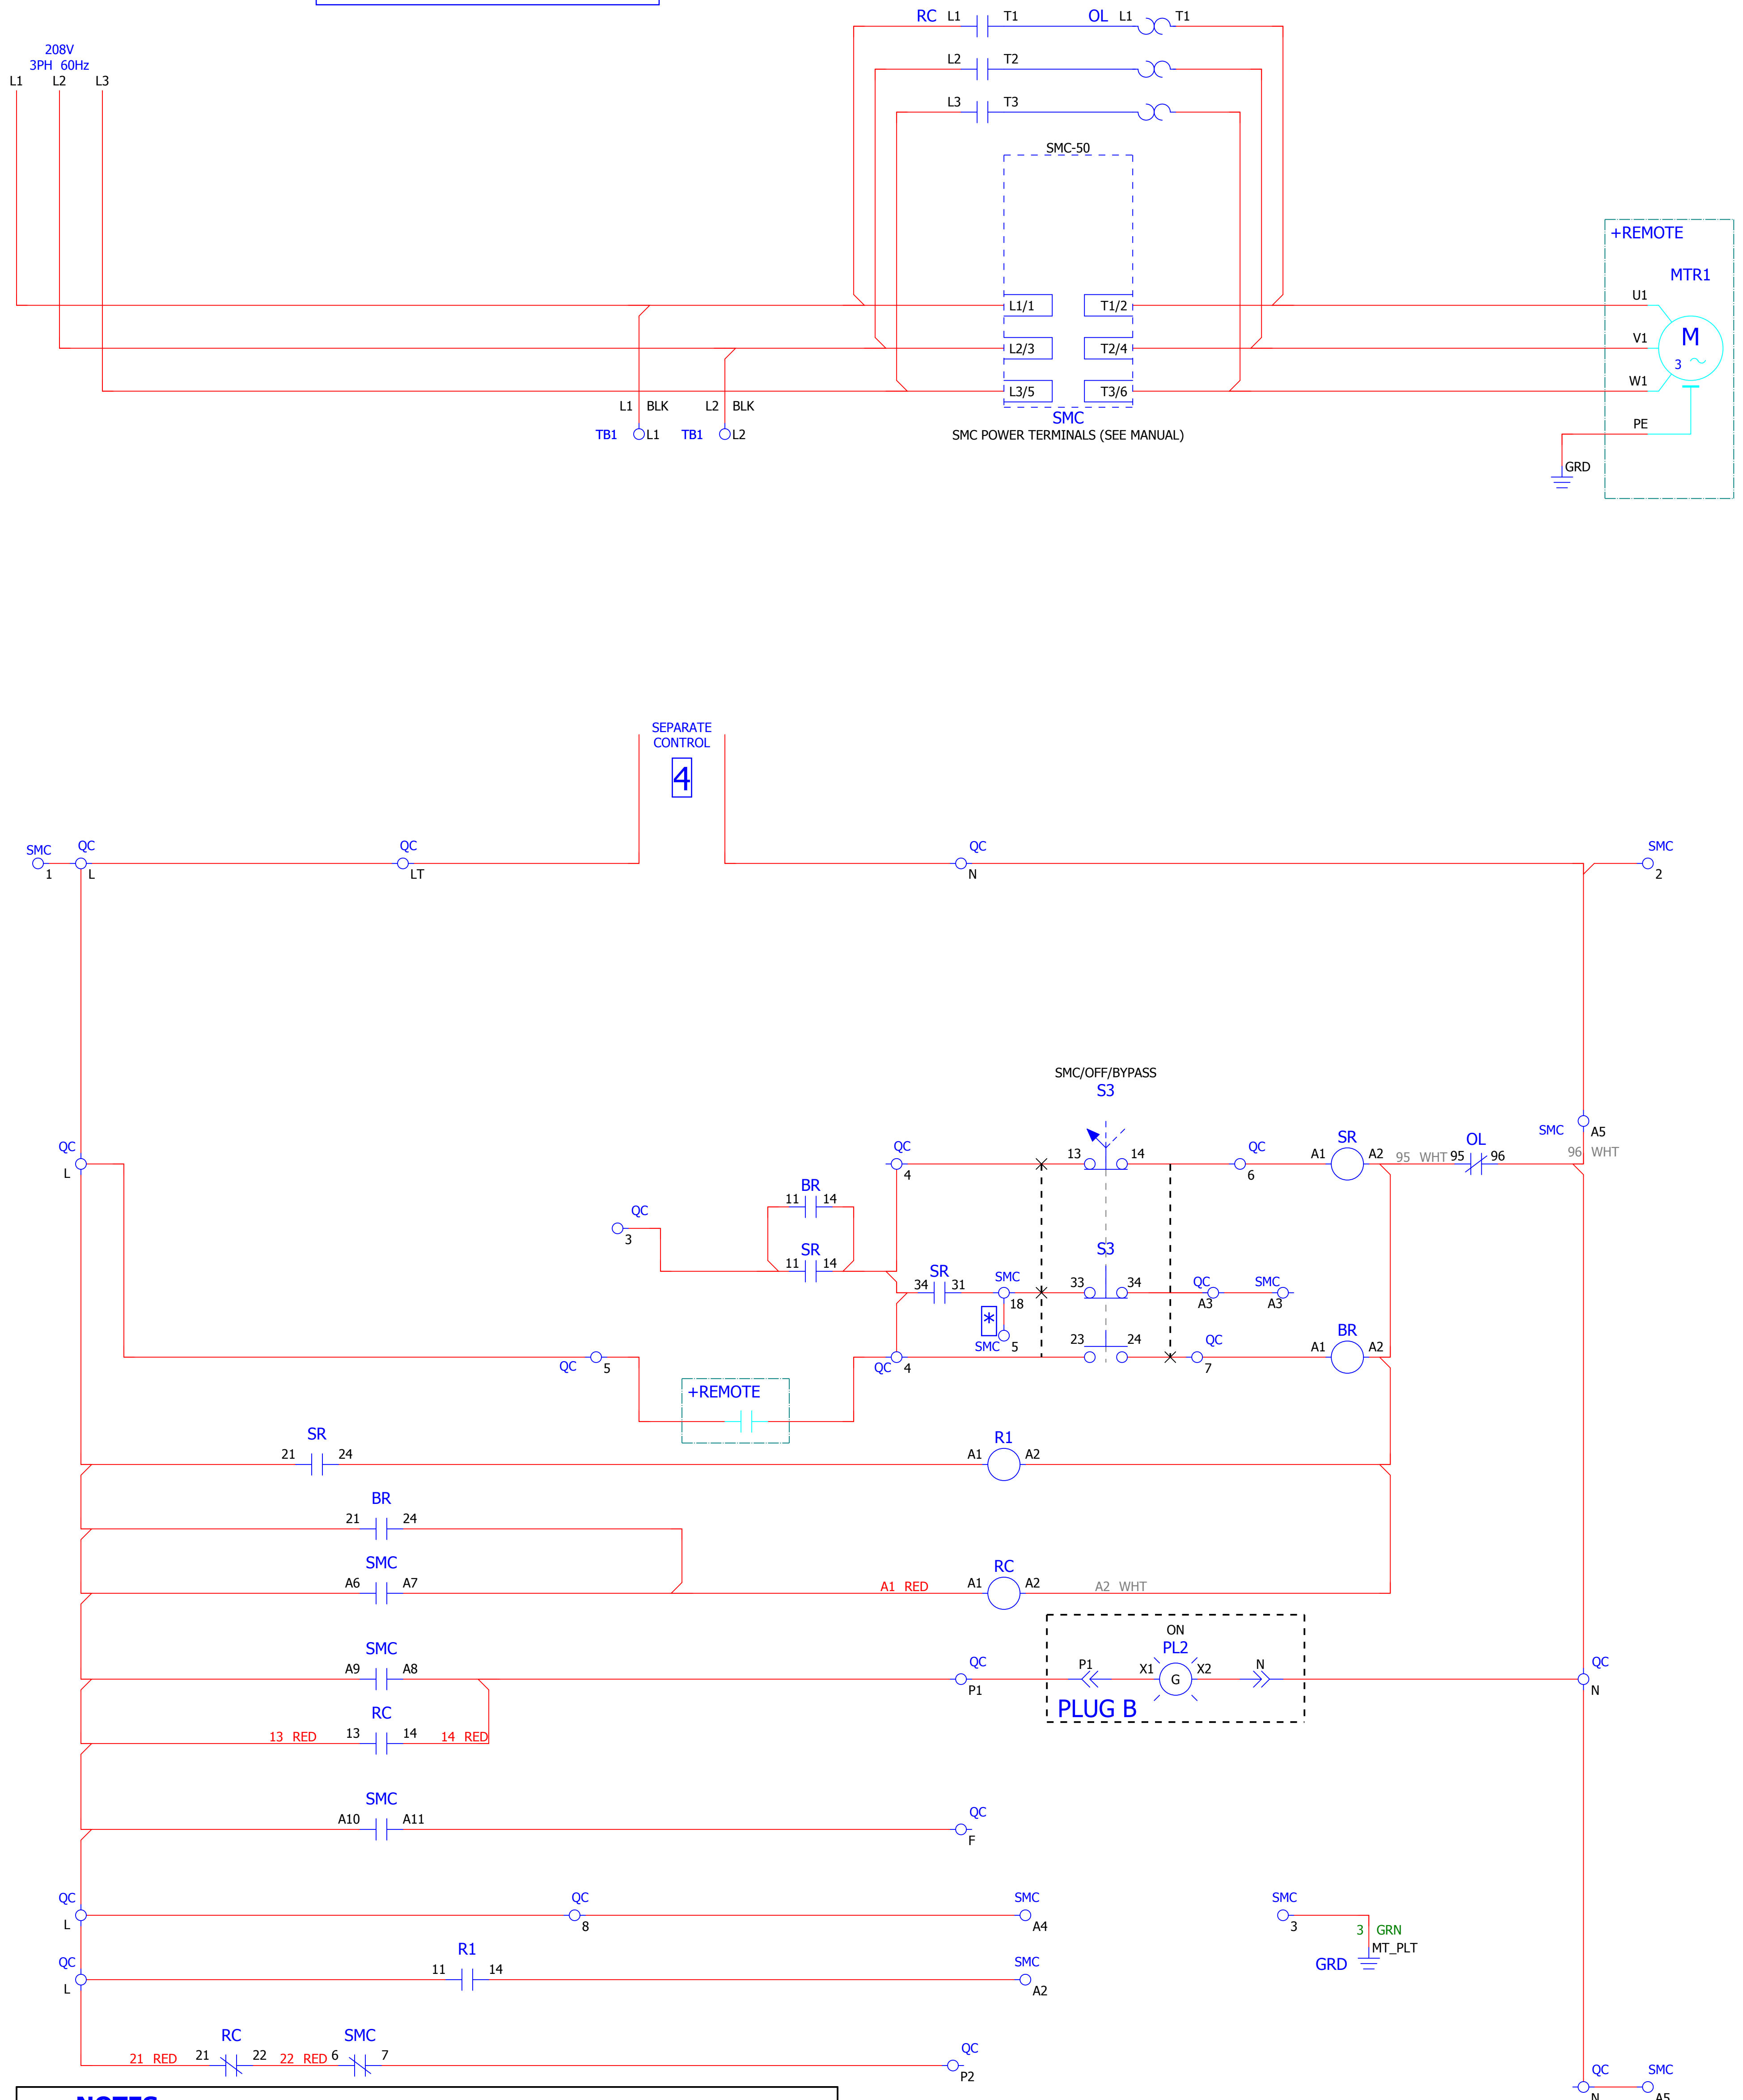 RC L1 T1 OL L1 T1
208V
3PH 60Hz
L1 L2 L3
L2 T2
L3 T3
SMC-50
+REMOTE
MTR1
L1/1 T1/2 U1
M
3
L2/3 T2/4 V1
L3/5 T3/6 W1
L1 BLK L2 BLK
SMC
TB1 L1 TB1 L2
SMC POWER TERMINALS (SEE MANUAL)
PE
GRD
SEPARATE
CONTROL
4
SMC QC QC QC SMC
1 L LT N 2
SMC/OFF/BYPASS
S3
SMC A5
QC QC 13 14 QC SR OL
L 4 6 A1 A2 95 WHT 95 96 96 WHT
BR
11 14
QC
3
SR
11 14
S3
SR
34 31 SMC 33 34 QC SMC
18 A3 A3
*
SMC 5 23 24 QC BR
A1 A2
QC 5 QC 4 7
+REMOTE
SR R1
21 24 A1 A2
BR
21 24
SMC RC
A6 A7 A1 RED A1 A2 A2 WHT
ON
PL2
SMC QC QC
A9 A8 P1 P1 X1 G X2 N N
PLUG B
RC
13 RED 13 14 14 RED
SMC QC
A10 A11 F
QC QC SMC SMC
L 8 A4 3
3 GRN
MT_PLT
GRD
QC R1 SMC
L 11 14 A2
RC SMC QC
21 RED 21 22 22 RED 6 7 P2
QC SMC
N A5
NOTES